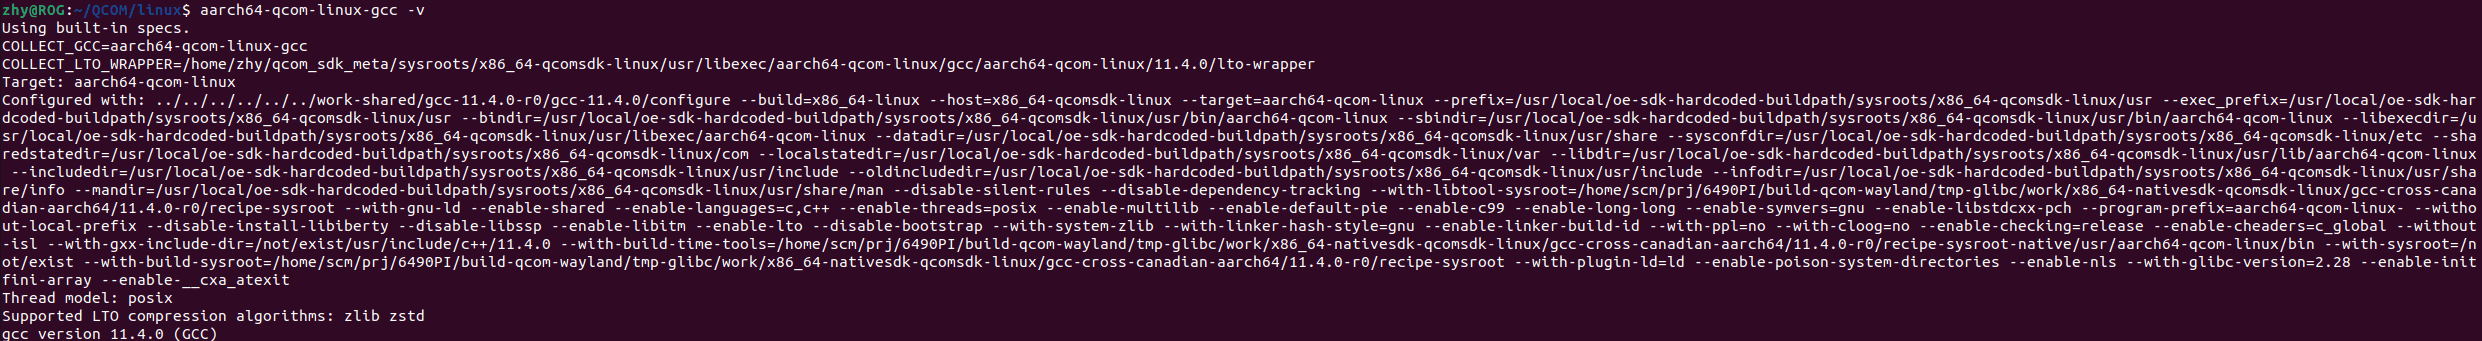 zhy@ROG:~/QCOM/linux$ aarch64-qcom-linux-gcc -v
Using built-in specs.
COLLECT_GCC=aarch64-qcom-linux-gcc
COLLECT_LTO_WRAPPER=/home/zhy/qcom_sdk_meta/sysroots/x86_64-qcomsdk-linux/usr/libexec/aarch64-qcom-linux/gcc/aarch64-qcom-linux/11.4.0/lto-wrapper
Target: aarch64-qcom-linux
Configured with: ../../../../../../work-shared/gcc-11.4.0-r0/gcc-11.4.0/configure --build=x86_64-linux --host=x86_64-qcomsdk-linux --target=aarch64-qcom-linux --prefix=/usr/local/oe-sdk-hardcoded-buildpath/sysroots/x86_64-qcomsdk-linux/usr --exec_prefix=/usr/local/oe-sdk-har
dcoded-buildpath/sysroots/x86_64-qcomsdk-linux/usr --bindir=/usr/local/oe-sdk-hardcoded-buildpath/sysroots/x86_64-qcomsdk-linux/usr/bin/aarch64-qcom-linux --sbindir=/usr/local/oe-sdk-hardcoded-buildpath/sysroots/x86_64-qcomsdk-linux/usr/bin/aarch64-qcom-linux --libexecdir=/u
sr/local/oe-sdk-hardcoded-buildpath/sysroots/x86_64-qcomsdk-linux/usr/libexec/aarch64-qcom-linux --datadir=/usr/local/oe-sdk-hardcoded-buildpath/sysroots/x86_64-qcomsdk-linux/usr/share --sysconfdir=/usr/local/oe-sdk-hardcoded-buildpath/sysroots/x86_64-qcomsdk-linux/etc --sha
redstatedir=/usr/local/oe-sdk-hardcoded-buildpath/sysroots/x86_64-qcomsdk-linux/com --localstatedir=/usr/local/oe-sdk-hardcoded-buildpath/sysroots/x86_64-qcomsdk-linux/var --libdir=/usr/local/oe-sdk-hardcoded-buildpath/sysroots/x86_64-qcomsdk-linux/usr/lib/aarch64-qcom-linux
 --includedir=/usr/local/oe-sdk-hardcoded-buildpath/sysroots/x86_64-qcomsdk-linux/usr/include --oldincludedir=/usr/local/oe-sdk-hardcoded-buildpath/sysroots/x86_64-qcomsdk-linux/usr/include --infodir=/usr/local/oe-sdk-hardcoded-buildpath/sysroots/x86_64-qcomsdk-linux/usr/sha
re/info --mandir=/usr/local/oe-sdk-hardcoded-buildpath/sysroots/x86_64-qcomsdk-linux/usr/share/man --disable-silent-rules --disable-dependency-tracking --with-libtool-sysroot=/home/scm/prj/6490PI/build-qcom-wayland/tmp-glibc/work/x86_64-nativesdk-qcomsdk-linux/gcc-cross-cana
dian-aarch64/11.4.0-r0/recipe-sysroot --with-gnu-ld --enable-shared --enable-languages=c,c++ --enable-threads=posix --enable-multilib --enable-default-pie --enable-c99 --enable-long-long --enable-symvers=gnu --enable-libstdcxx-pch --program-prefix=aarch64-qcom-linux- --witho
ut-local-prefix --disable-install-libiberty --disable-libssp --enable-libitm --enable-lto --disable-bootstrap --with-system-zlib --with-linker-hash-style=gnu --enable-linker-build-id --with-ppl=no --with-cloog=no --enable-checking=release --enable-cheaders=c_global --without
-isl --with-gxx-include-dir=/not/exist/usr/include/c++/11.4.0 --with-build-time-tools=/home/scm/prj/6490PI/build-qcom-wayland/tmp-glibc/work/x86_64-nativesdk-qcomsdk-linux/gcc-cross-canadian-aarch64/11.4.0-r0/recipe-sysroot-native/usr/aarch64-qcom-linux/bin --with-sysroot=/n
ot/exist --with-build-sysroot=/home/scm/prj/6490PI/build-qcom-wayland/tmp-glibc/work/x86_64-nativesdk-qcomsdk-linux/gcc-cross-canadian-aarch64/11.4.0-r0/recipe-sysroot --with-plugin-ld=ld --enable-poison-system-directories --enable-nls --with-glibc-version=2.28 --enable-init
fini-array --enable-__cxa_atexit
Thread model: posix
Supported LTO compression algorithms: zlib zstd
gcc version 11.4.0 (GCC)